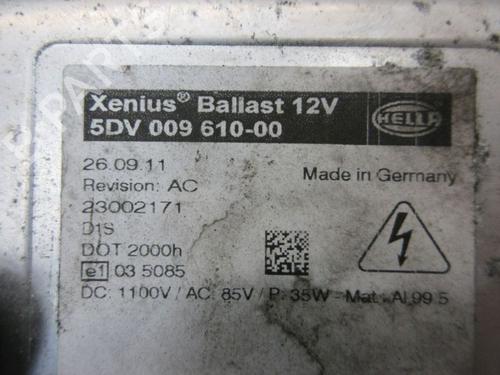 Xenius® Ballast 12V
5DV 009 610-00
HELLA
26.09.11
Made in Germany
Revision: AC
23002171
D1S
DOT 2000h
e1 03 5085
DC: 1100V / AC: 85V / P: 35W - Mat.: Al 99.5